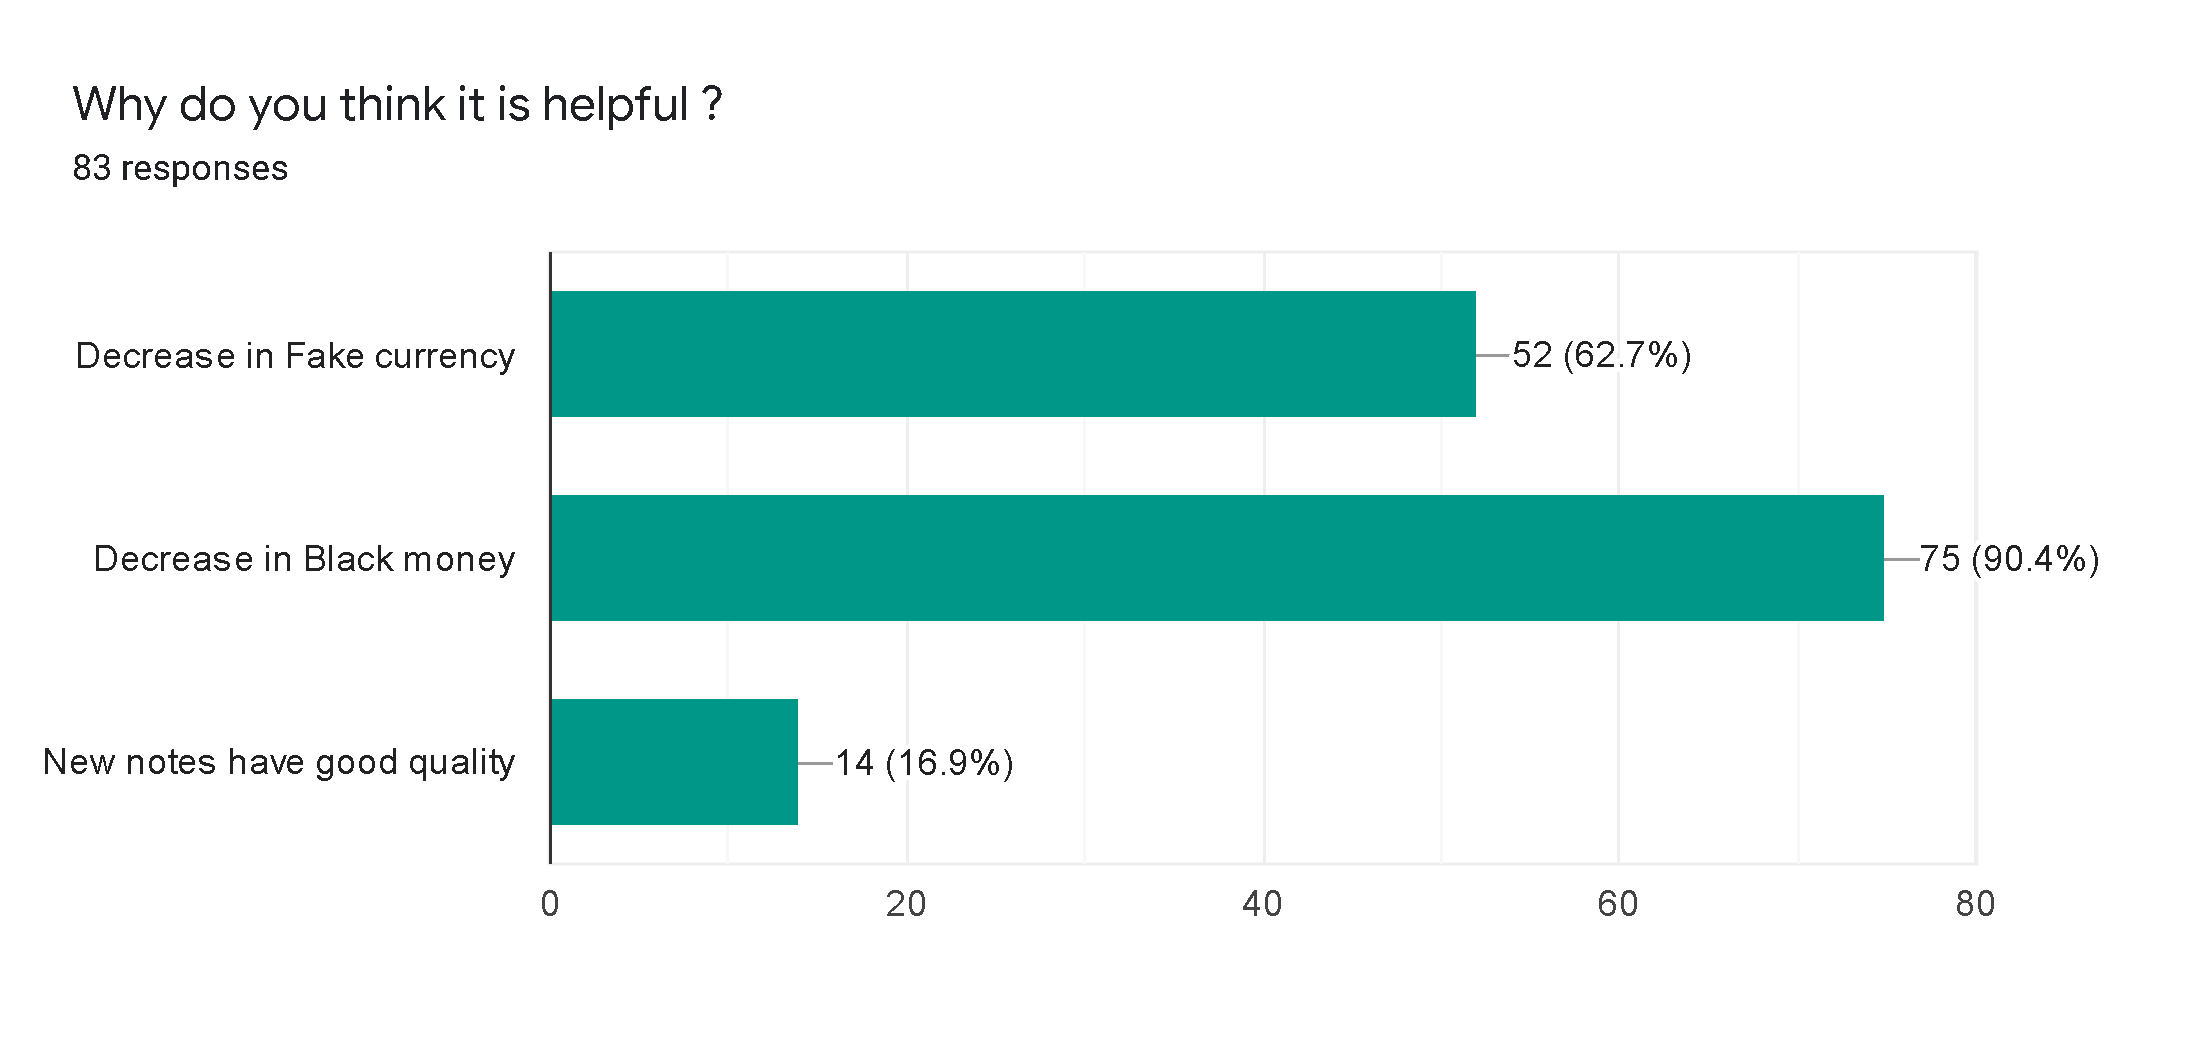 Why do you think it is helpful ?
83 responses
Decrease in Fake currency
52 (62.7%)
Decrease in Black money
75 (90.4%)
New notes have good quality
14 (16.9%)
0 20 40 60 80